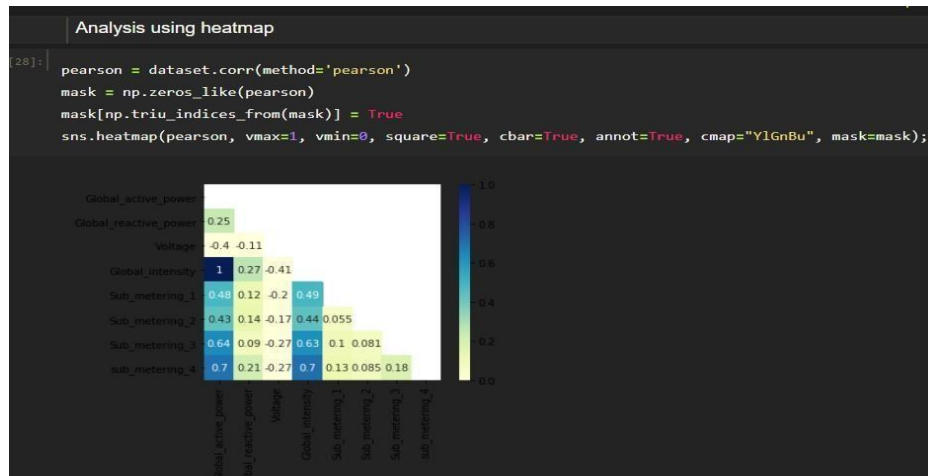 Analysis using heatmap
[28]:
pearson = dataset.corr(method='pearson')
mask = np.zeros_like(pearson)
mask[np.triu_indices_from(mask)] = True
sns.heatmap(pearson, vmax=1, vmin=0, square=True, cbar=True, annot=True, cmap="YlGnBu", mask=mask);
Global_active_power
Global_reactive_power 0.25
Voltage -0.4 -0.11
Global_intensity 1 0.27 -0.41
Sub_metering_1 0.48 0.12 -0.2 0.49
Sub_metering_2 0.43 0.14 -0.17 0.44 0.055
Sub_metering_3 0.64 0.09 -0.27 0.63 0.1 0.081
sub_metering_4 0.7 0.21 -0.27 0.7 0.13 0.085 0.18
Global_active_power
bal_reactive_power
Voltage
Global_intensity
Sub_metering_1
Sub_metering_2
Sub_metering_3
sub_metering_4
1.0
0.8
0.6
0.4
0.2
0.0